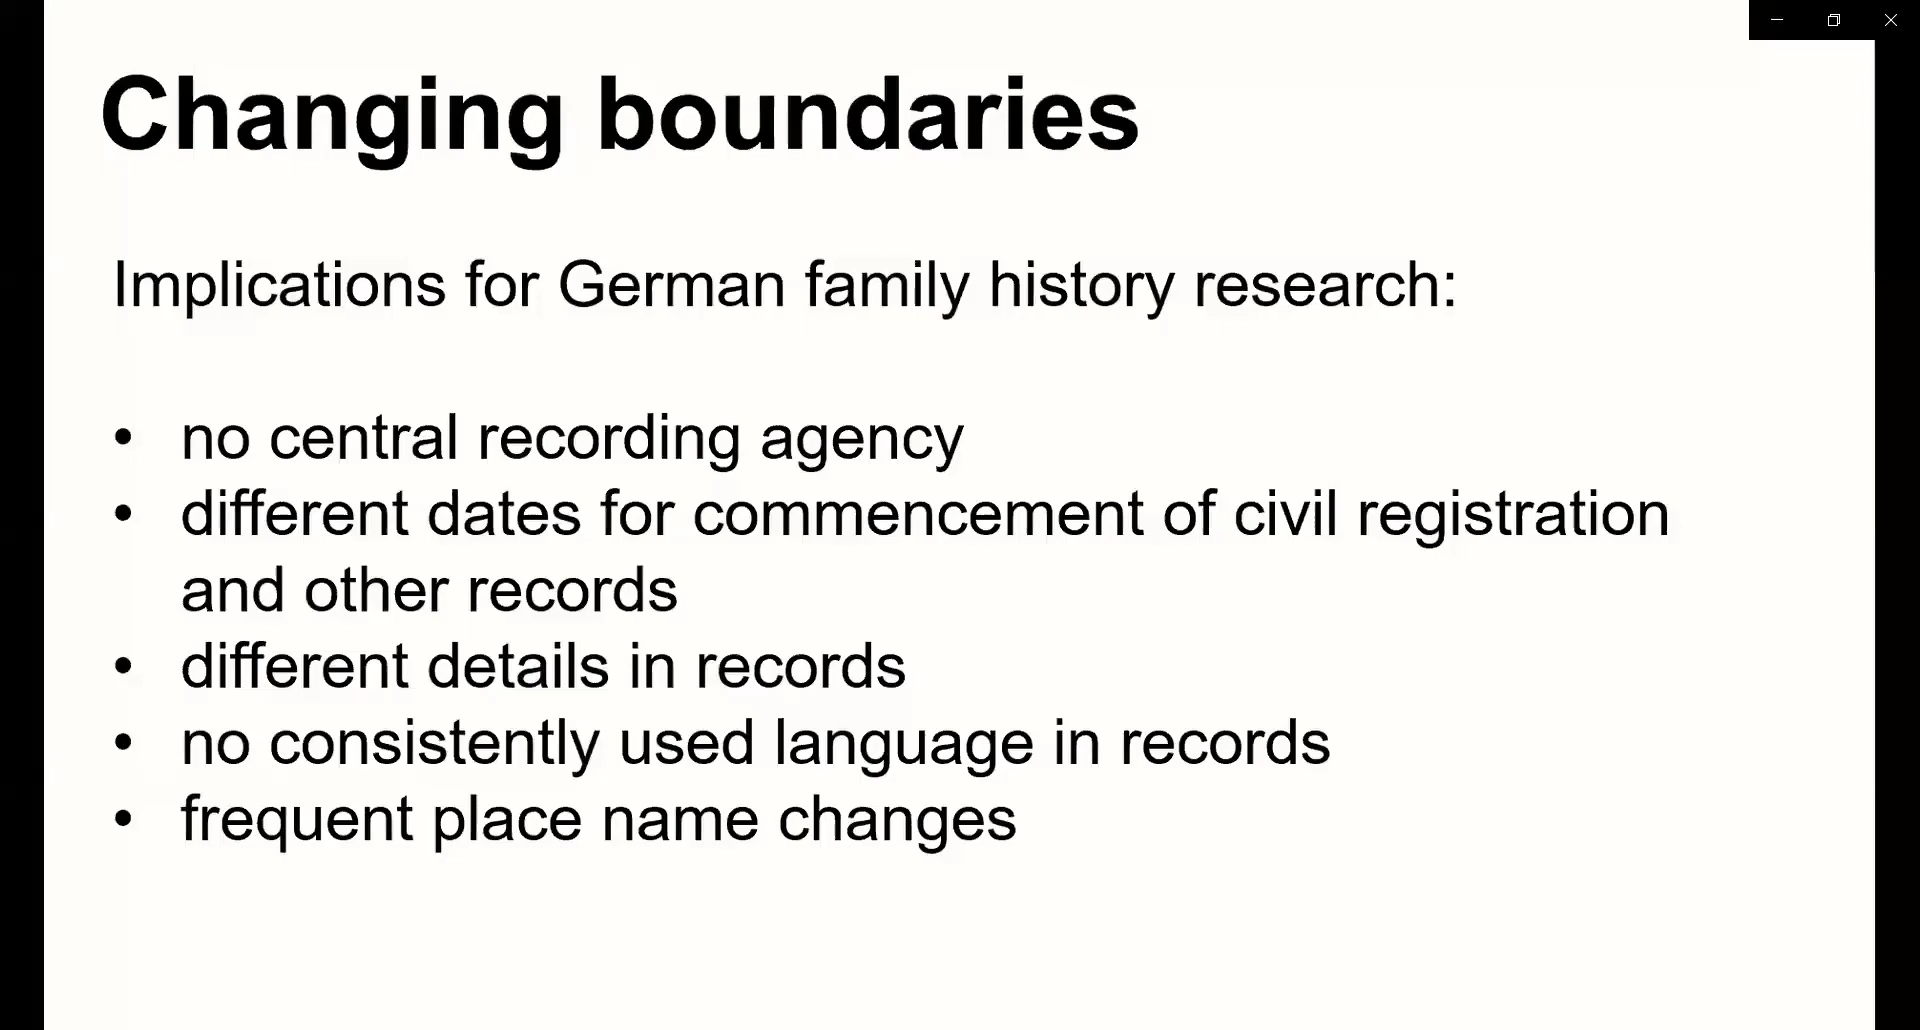 Changing boundaries
Implications for German family history research:
• no central recording agency
• different dates for commencement of civil registration
and other records
• different details in records
• no consistently used language in records
• frequent place name changes